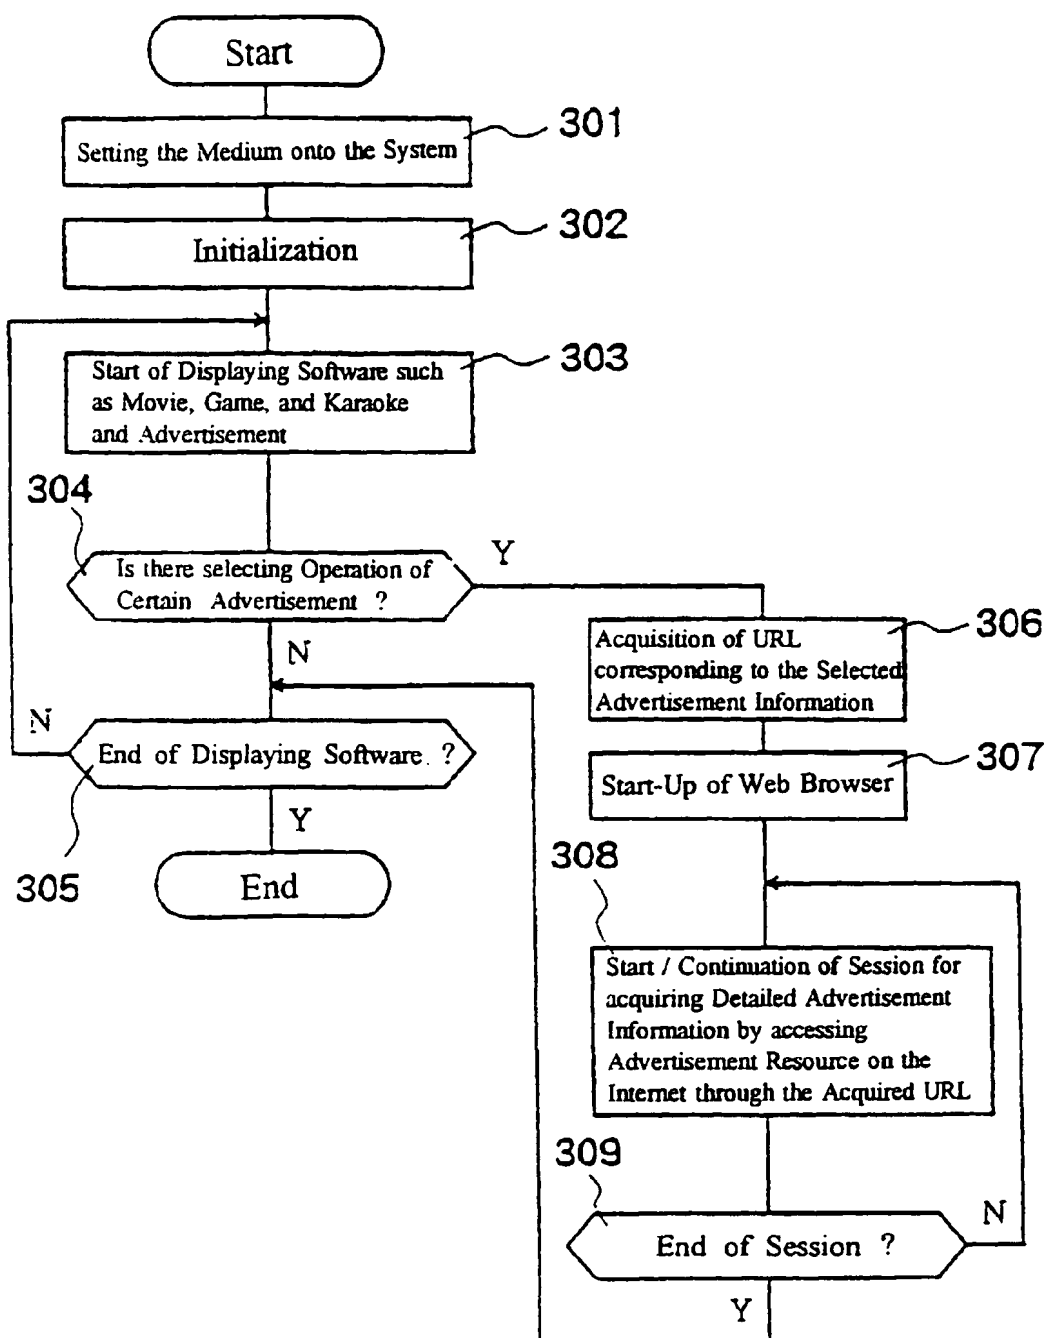 Start
Setting the Medium onto the System
301
Initialization
302
Start of Displaying Software such
as Movie, Game, and Karaoke
and Advertisement
303
304
Is there selecting Operation of
Certain Advertisement ?
Y
N
Acquisition of URL
corresponding to the Selected
Advertisement Information
306
N
End of Displaying Software. ?
305
Y
End
Start-Up of Web Browser
307
308
Start / Continuation of Session for
acquiring Detailed Advertisement
Information by accessing
Advertisement Resource on the
Internet through the Acquired URL
309
End of Session ?
N
Y